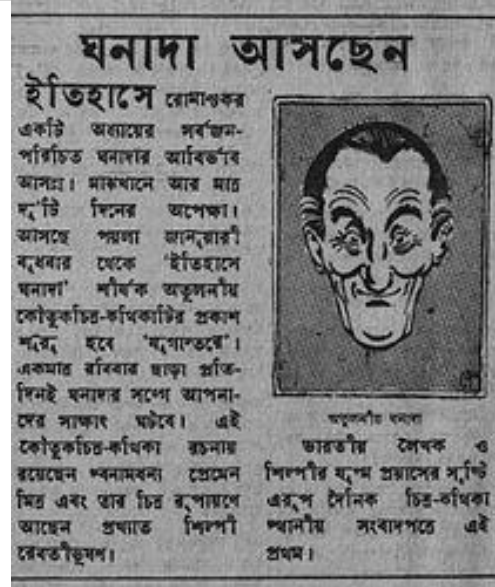 ঘনাদা আসছেন
ইতিহাসে রোমাঞ্চকর
একটি অধ্যায়ের সর্বজন-
পরিচিত ঘনাদার আবির্ভাব
আসন্ন। মাঝখানে আর মাত্র
দু'টি দিনের অপেক্ষা।
আসছে পয়লা জানুয়ারী
বুধবার থেকে 'ইতিহাসে
ঘনাদা' শীর্ষক অতুলনীয়
কৌতুকচিত্র-কথিকাটির প্রকাশ
শুরু হবে 'যুগান্তরে'।
একমাত্র রবিবার ছাড়া প্রতি-
দিনই ঘনাদার সঙ্গে আপনা-
দের সাক্ষাৎ ঘটবে। এই
কৌতুকচিত্র-কথিকা রচনায়
রয়েছেন স্বনামধন্য প্রেমেন
মিত্র এবং তার চিত্র রূপায়ণে
আছেন প্রখ্যাত শিল্পী
রেবতীভূষণ।
অতুলনীয় ঘনাদা
ভারতীয় লেখক ও
শিল্পীর যুগ্ম প্রয়াসের সৃষ্টি
এরূপ দৈনিক চিত্র-কথিকা
স্থানীয় সংবাদপত্রে এই
প্রথম।